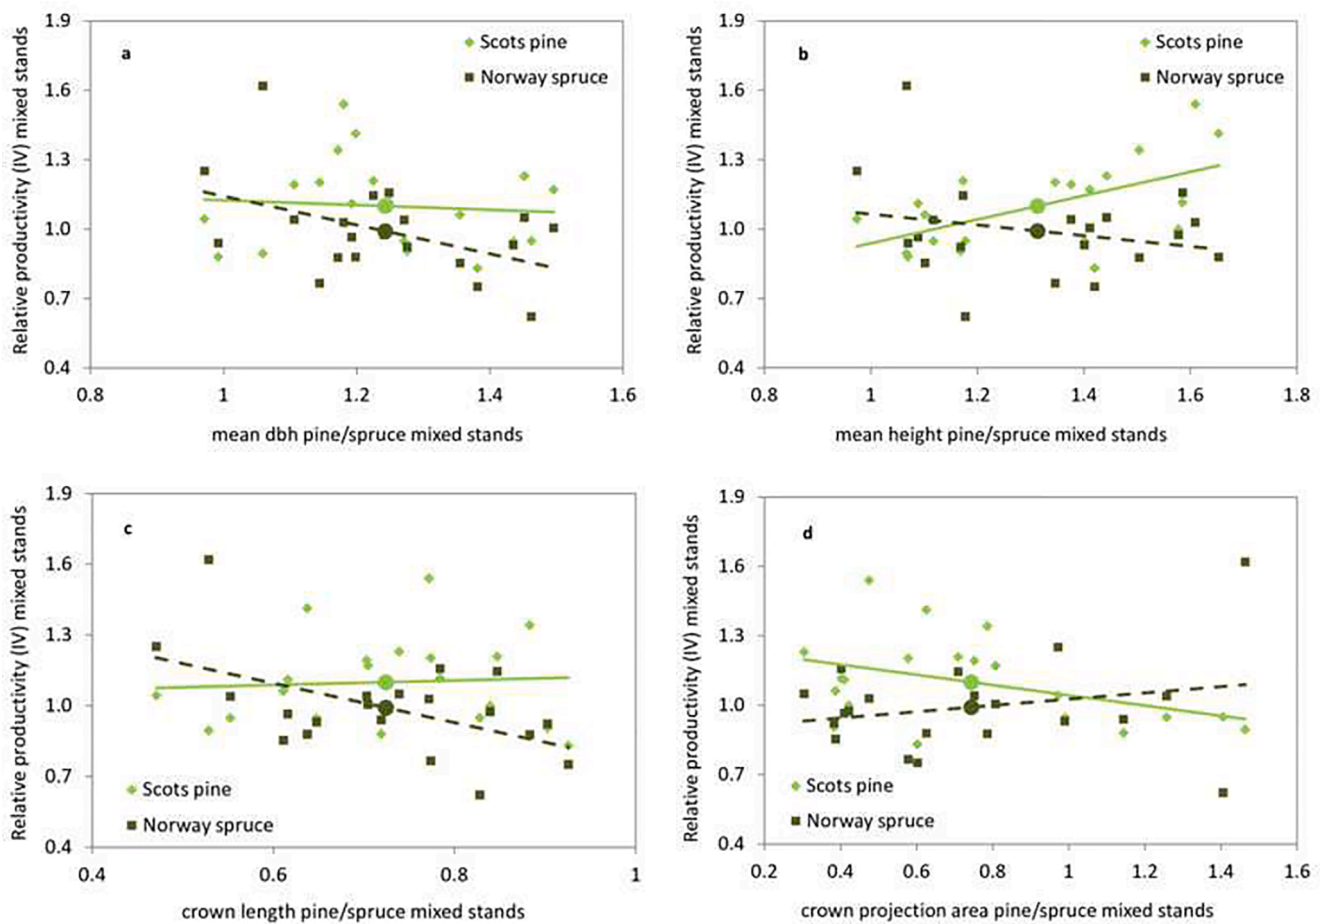 a
Scots pine
Norway spruce
Relative productivity (IV) mixed stands
1.9
1.6
1.3
1.0
0.7
0.4
0.8 1 1.2 1.4 1.6
mean dbh pine/spruce mixed stands
b
Scots pine
Norway spruce
Relative productivity (IV) mixed stands
1.9
1.6
1.3
1.0
0.7
0.4
0.8 1 1.2 1.4 1.6 1.8
mean height pine/spruce mixed stands
c
Scots pine
Norway spruce
Relative productivity (IV) mixed stands
1.9
1.6
1.3
1.0
0.7
0.4
0.4 0.6 0.8 1
crown length pine/spruce mixed stands
d
Scots pine
Norway spruce
Relative productivity (IV) mixed stands
1.9
1.6
1.3
1.0
0.7
0.4
0.2 0.4 0.6 0.8 1 1.2 1.4 1.6
crown projection area pine/spruce mixed stands